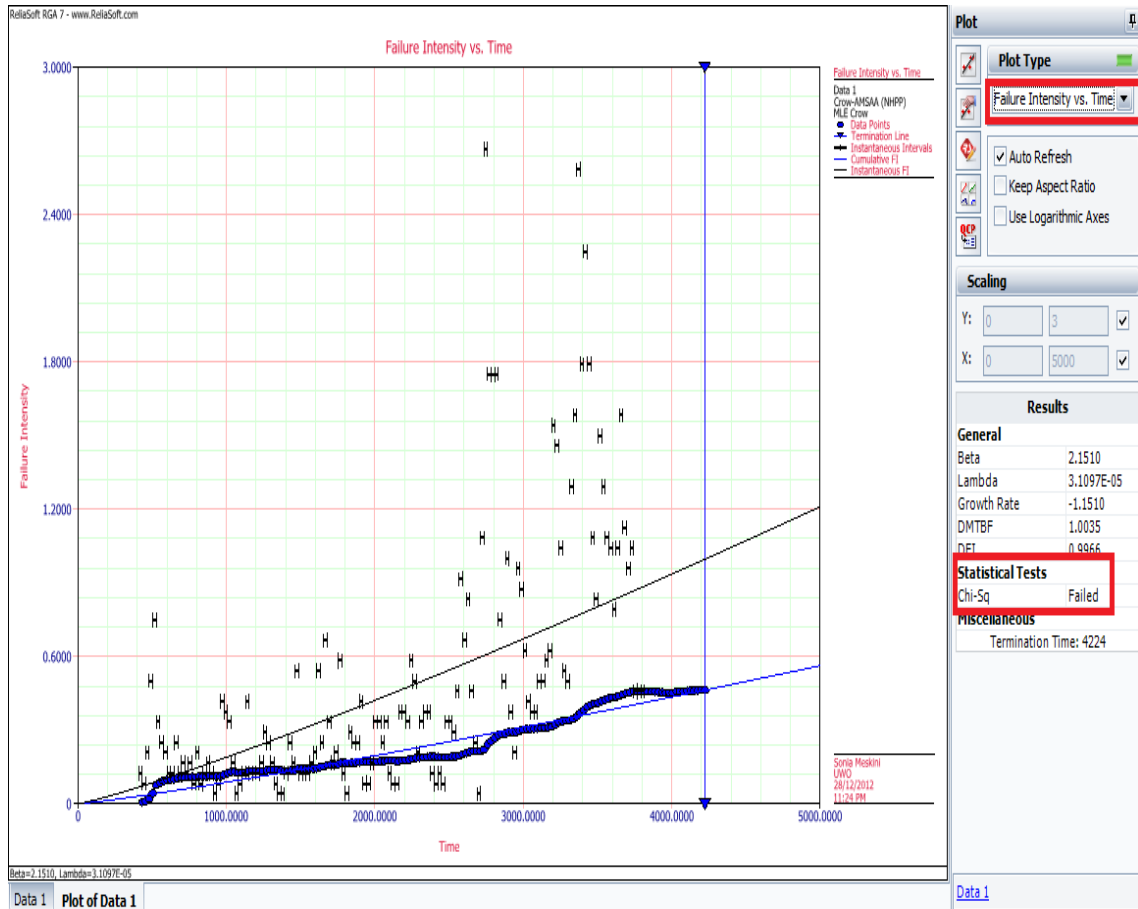 ReliaSoft RGA 7 - www.ReliaSoft.com
Failure Intensity vs. Time
3.0000
2.4000
1.8000
1.2000
0.6000
0
Failure Intensity
0
1000.0000
2000.0000
3000.0000
4000.0000
5000.0000
Time
Failure Intensity vs. Time
Data 1
Crow-AMSAA (NHPP)
MLE Crow
Data Points
Termination Line
Instantaneous Intervals
Cumulative FI
Instantaneous FI
Sonia Meskini
UWO
28/12/2012
11:24 PM
Beta=2.1510, Lambda=3.1097E-05
Data 1 Plot of Data 1
Plot
Plot Type
Failure Intensity vs. Time
Auto Refresh
Keep Aspect Ratio
Use Logarithmic Axes
QCP
Scaling
Y: 0 3
X: 0 5000
Results
General
Beta 2.1510
Lambda 3.1097E-05
Growth Rate -1.1510
DMTBF 1.0035
DFI 0.9966
Statistical Tests
Chi-Sq Failed
Miscellaneous
Termination Time: 4224
Data 1